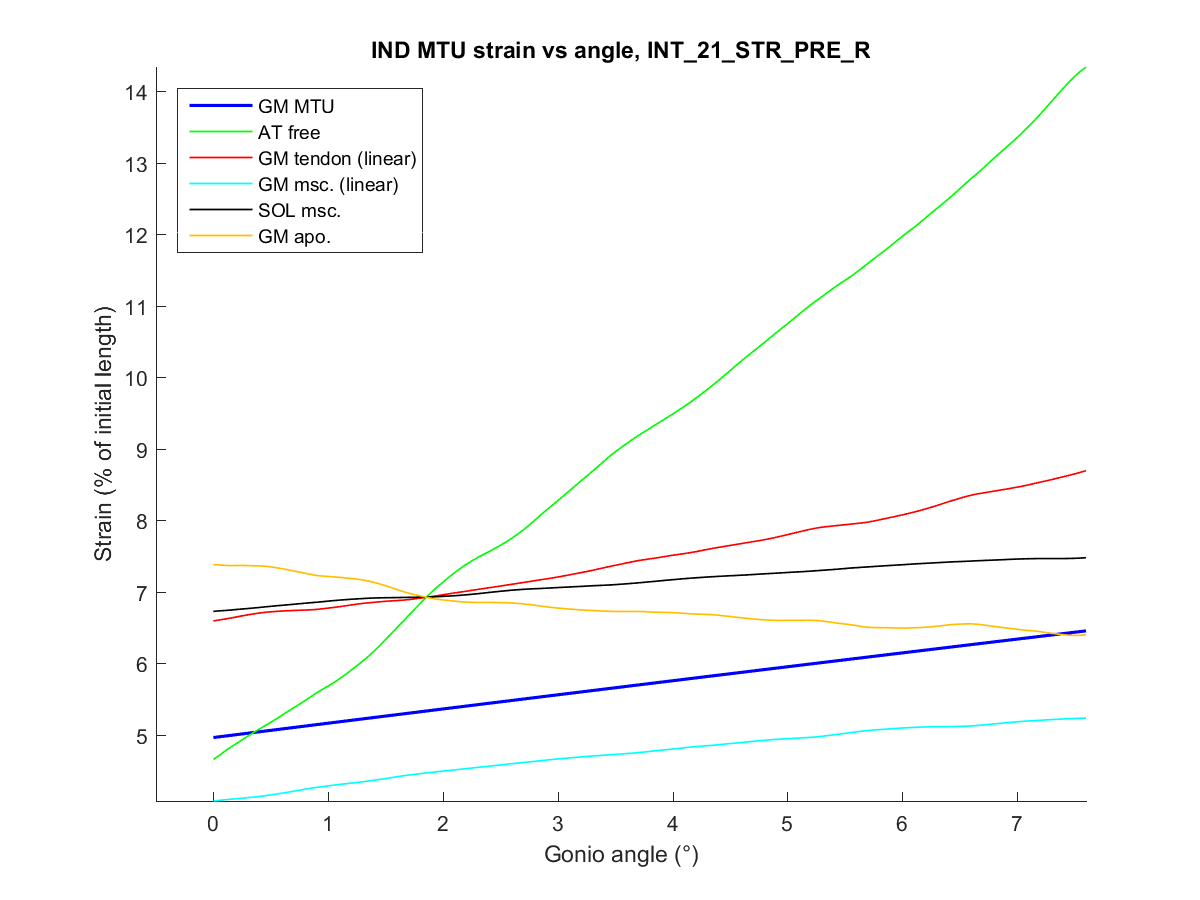 IND MTU strain vs angle, INT_21_STR_PRE_R
GM MTU
AT free
GM tendon (linear)
GM msc. (linear)
SOL msc.
GM apo.
Strain (% of initial length)
14
13
12
11
10
9
8
7
6
5
0 1 2 3 4 5 6 7
Gonio angle (°)